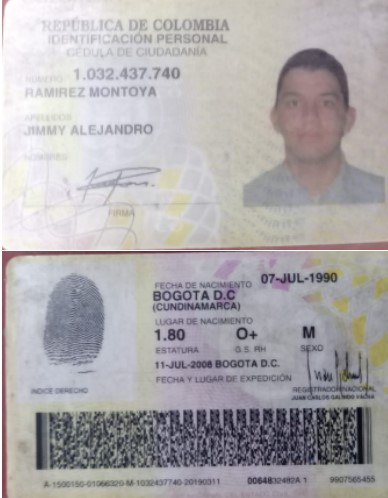 REPÚBLICA DE COLOMBIA
IDENTIFICACIÓN PERSONAL
CÉDULA DE CIUDADANÍA
NUMERO 1.032.437.740
RAMIREZ MONTOYA
APELLIDOS
JIMMY ALEJANDRO
NOMBRES
FIRMA
FECHA DE NACIMIENTO 07-JUL-1990
BOGOTA D.C
(CUNDINAMARCA)
LUGAR DE NACIMIENTO
1.80 O+ M
ESTATURA G.S. RH SEXO
11-JUL-2008 BOGOTA D.C.
FECHA Y LUGAR DE EXPEDICIÓN
INDICE DERECHO
REGISTRADOR NACIONAL
JUAN CARLOS GALINDO VACHA
A-1500150-01066320-M-1032437740-20190311 0064832482A 1 9907565455